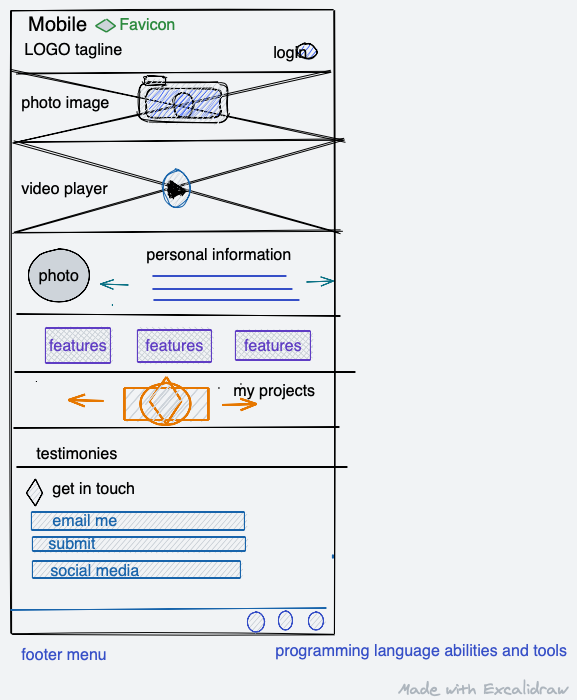 Mobile Favicon
LOGO tagline
login
photo image
video player
personal information
photo
features features features
my projects
testimonies
get in touch
email me
submit
social media
footer menu
programming language abilities and tools
Made with Excalidraw